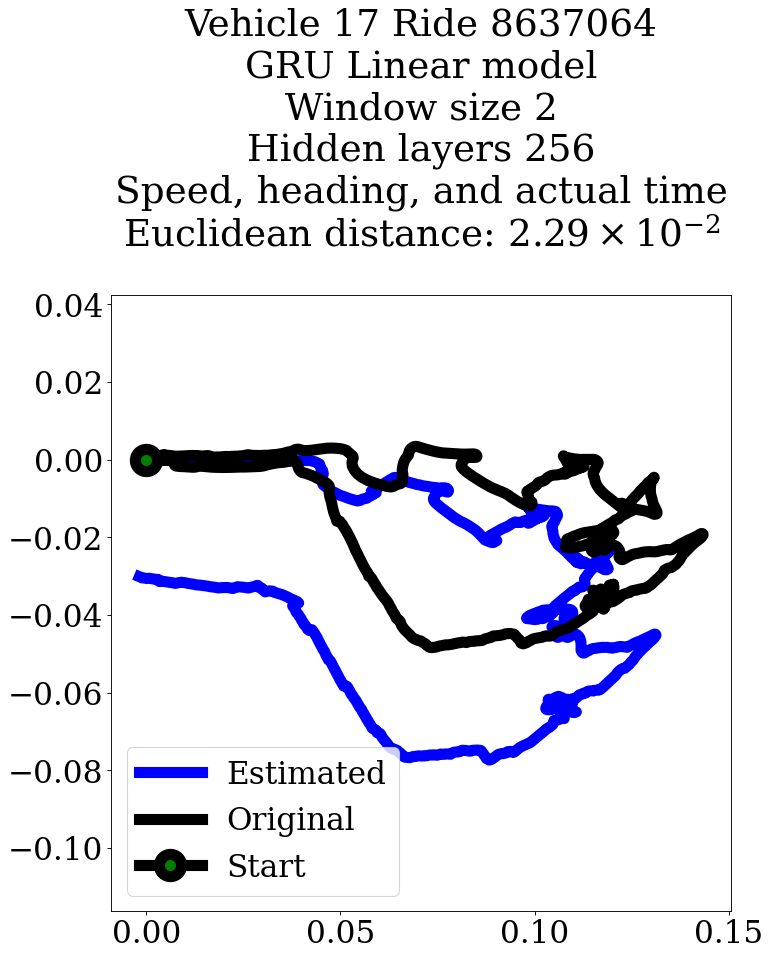 Vehicle 17 Ride 8637064
GRU Linear model
Window size 2
Hidden layers 256
Speed, heading, and actual time
Euclidean distance: 2.29 × 10⁻²
0.04
0.02
0.00
−0.02
−0.04
−0.06
−0.08
−0.10
Estimated
Original
Start
0.00 0.05 0.10 0.15